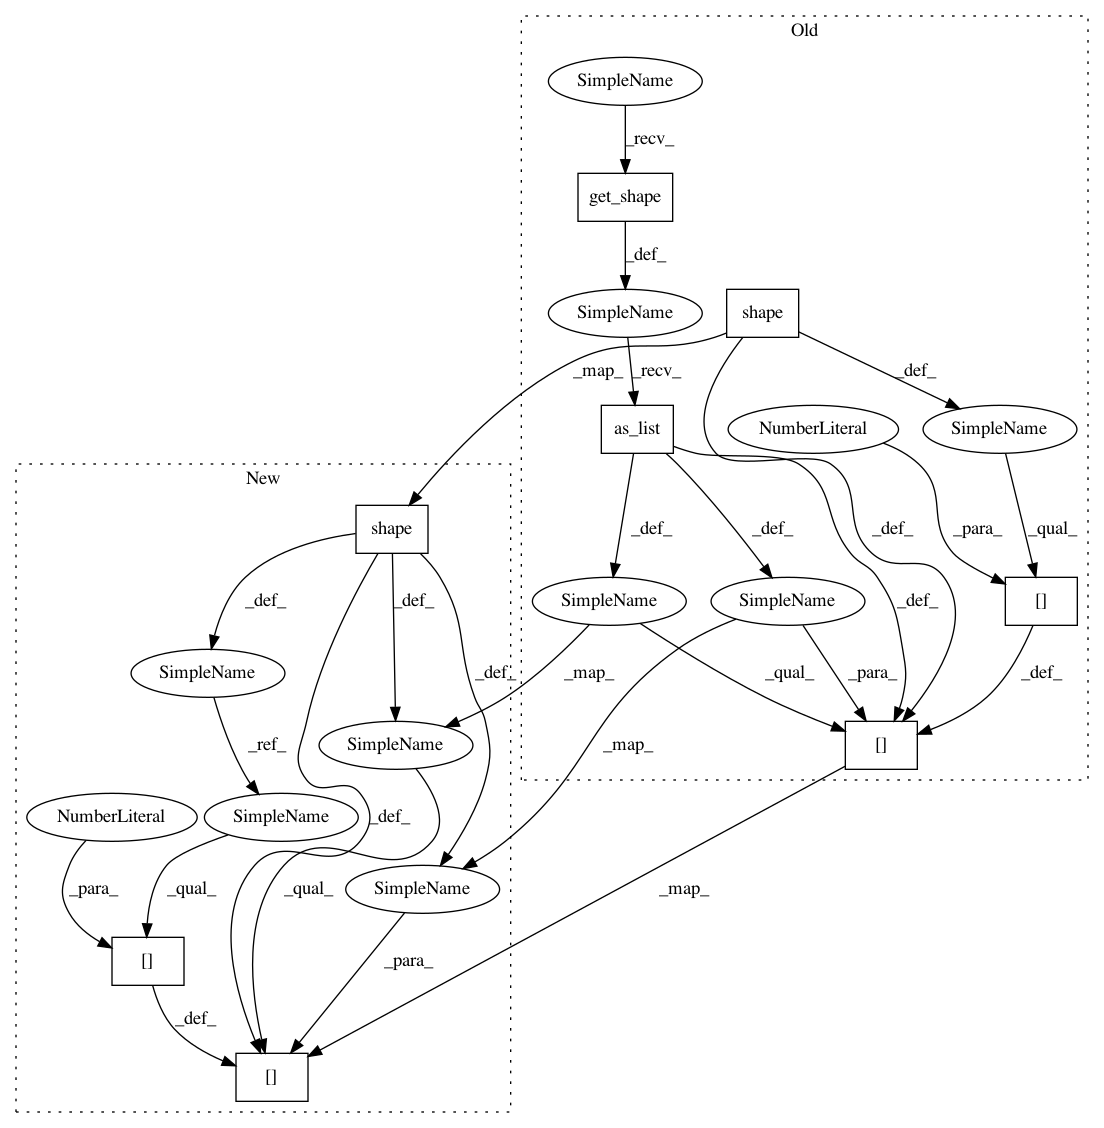 Old
SimpleName
_recv_
get_shape
_def_
SimpleName
shape
_map_
_recv_
_def_
as_list
NumberLiteral
SimpleName
New
shape
_def_
_def_
_def_
_para_
_qual_
_def_
_def_
_def_
SimpleName
SimpleName
_def_
[]
SimpleName
_def_
_map_
_qual_
_para_
_def_
_ref_
SimpleName
_map_
[]
NumberLiteral
SimpleName
_def_
_para_
_qual_
_qual_
SimpleName
_map_
[]
_para_
_def_
[]